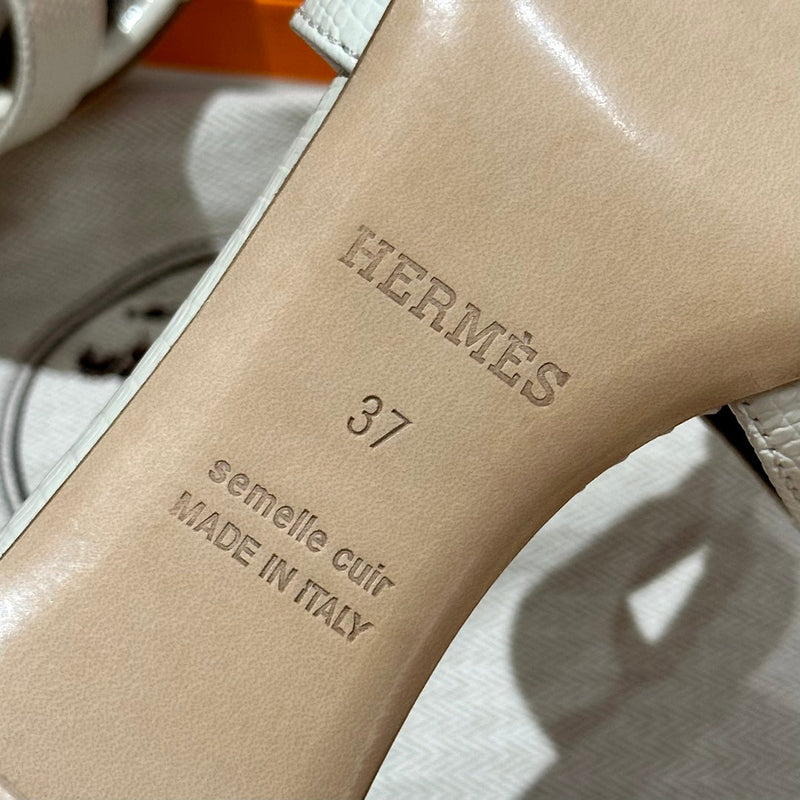 HERMÈS
37
semelle cuir
MADE IN ITALY